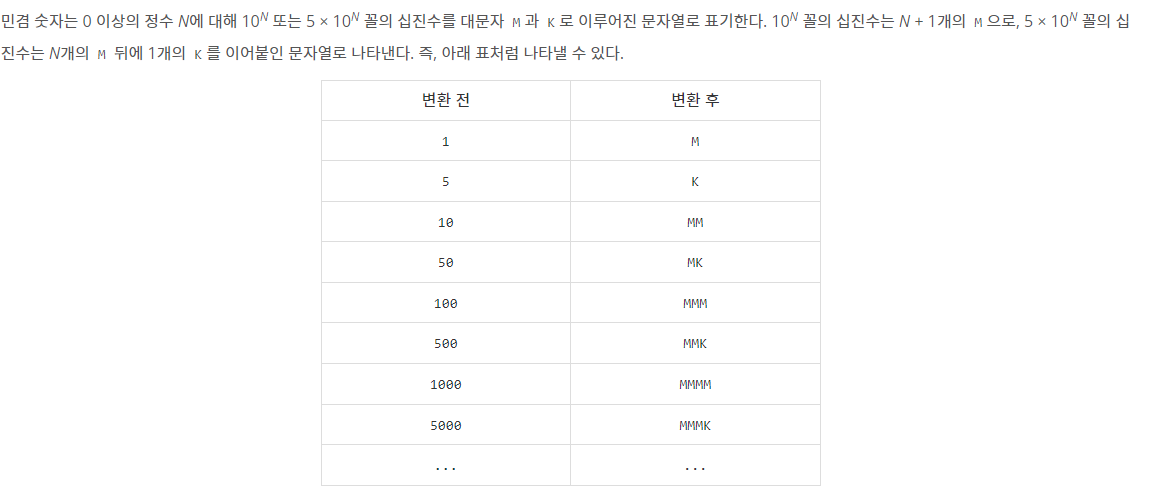 민겸 숫자는 0 이상의 정수 N에 대해 10^N 또는 5 × 10^N 꼴의 십진수를 대문자 M 과 K 로 이루어진 문자열로 표기한다. 10^N 꼴의 십진수는 N + 1개의 M 으로, 5 × 10^N 꼴의 십
진수는 N개의 M 뒤에 1개의 K 를 이어붙인 문자열로 나타낸다. 즉, 아래 표처럼 나타낼 수 있다.
변환 전 변환 후
1 M
5 K
10 MM
50 MK
100 MMM
500 MMK
1000 MMMM
5000 MMMK
... ...